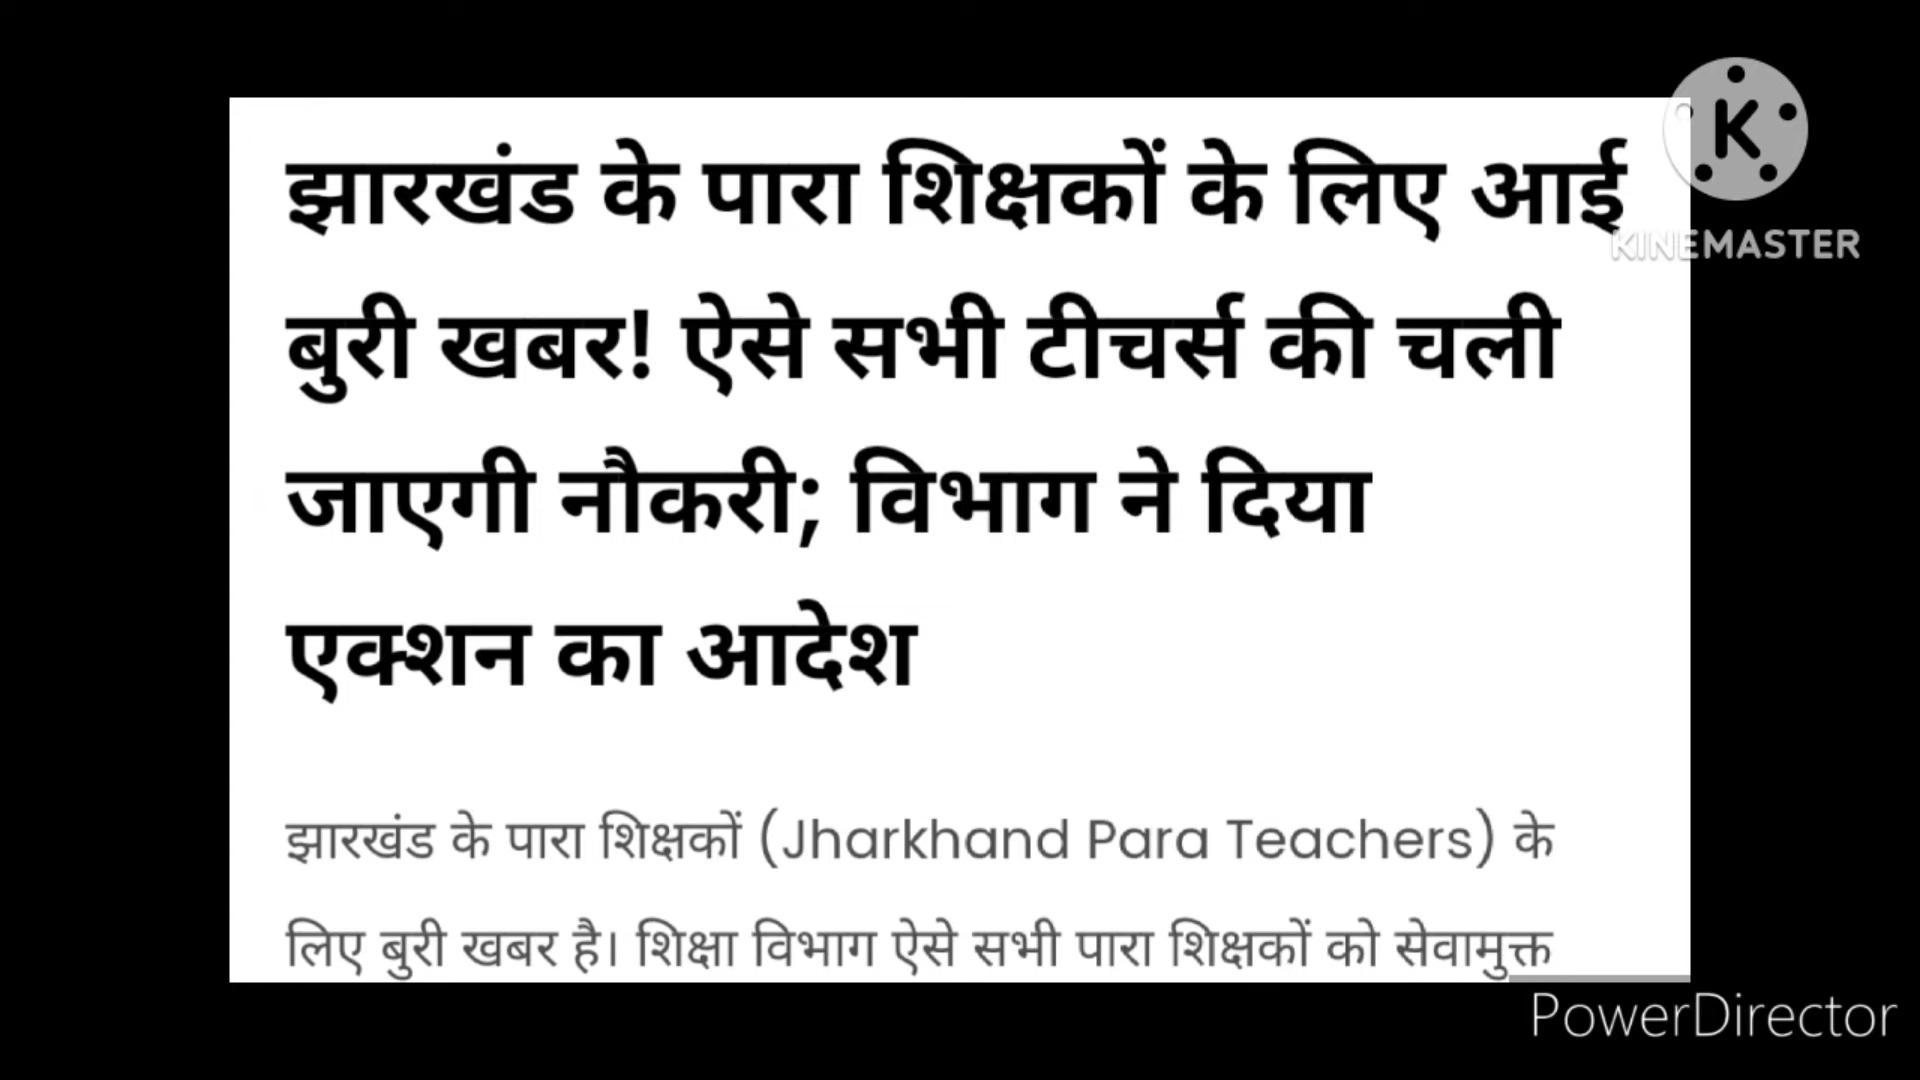 झारखंड के पारा शिक्षकों के लिए आई
बुरी खबर! ऐसे सभी टीचर्स की चली
जाएगी नौकरी; विभाग ने दिया
एक्शन का आदेश
झारखंड के पारा शिक्षकों (Jharkhand Para Teachers) के
लिए बुरी खबर है। शिक्षा विभाग ऐसे सभी पारा शिक्षकों को सेवामुक्त
K
KINEMASTER
PowerDirector